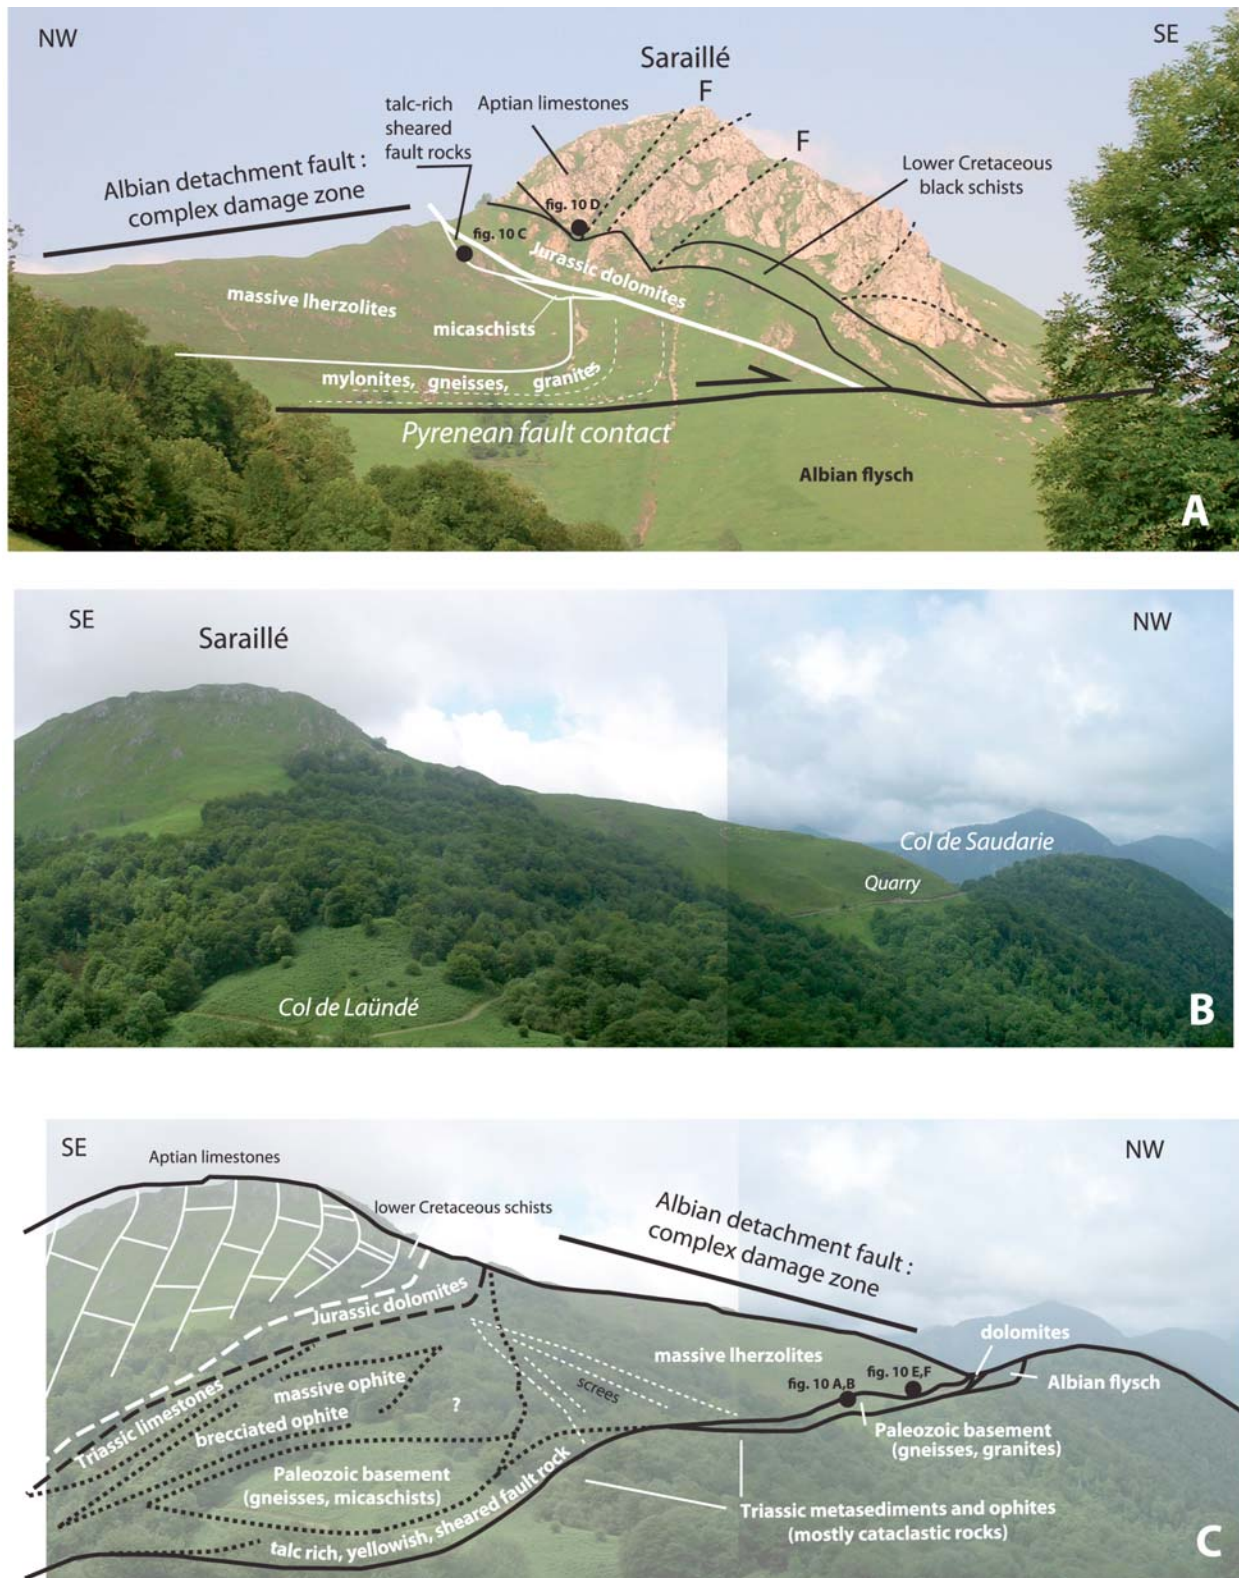 NW
SE
Saraillé
F
talc-rich
sheared
fault rocks
Aptian limestones
F
Lower Cretaceous
black schists
Albian detachment fault :
complex damage zone
fig. 10 D
fig. 10 C
Jurassic dolomites
massive lherzolites
micaschists
mylonites, gneisses, granites
Pyrenean fault contact
Albian flysch
A
SE
NW
Saraillé
Col de Saudarie
Quarry
Col de Laündé
B
SE
NW
Aptian limestones
lower Cretaceous schists
Albian detachment fault :
complex damage zone
Jurassic dolomites
dolomites
massive lherzolites
fig. 10 E,F
Albian flysch
fig. 10 A,B
screes
massive ophite
?
Triassic limestones
brecciated ophite
Paleozoic basement
(gneisses, granites)
Paleozoic basement
(gneisses, micaschists)
Triassic metasediments and ophites
(mostly cataclastic rocks)
talc rich, yellowish, sheared fault rock
C